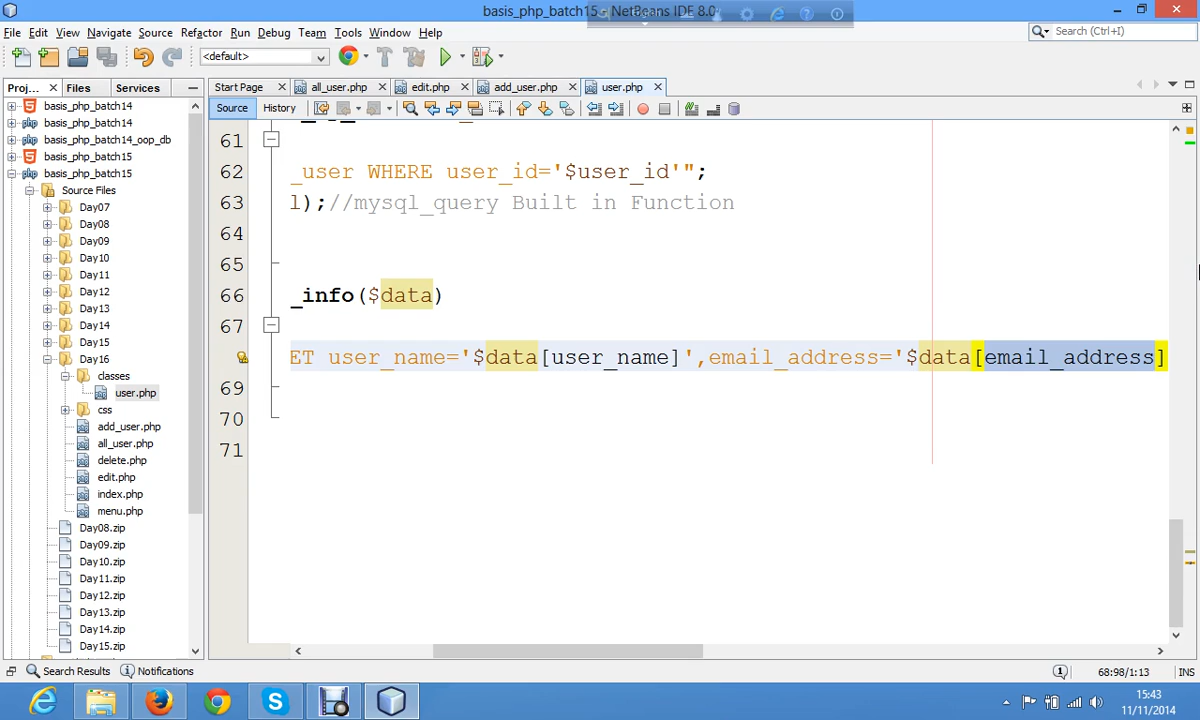 basis_php_batch15 - NetBeans IDE 8.0
File Edit View Navigate Source Refactor Run Debug Team Tools Window Help
Search (Ctrl+I)
<default>
Proj... Files Services
Start Page all_user.php edit.php add_user.php user.php
Source History
basis_php_batch14
basis_php_batch14
basis_php_batch14_oop_db
basis_php_batch15
basis_php_batch15
Source Files
Day07
Day08
Day09
Day10
Day11
Day12
Day13
Day14
Day15
Day16
classes
user.php
css
add_user.php
all_user.php
delete.php
edit.php
index.php
menu.php
Day08.zip
Day09.zip
Day10.zip
Day11.zip
Day12.zip
Day13.zip
Day14.zip
Day15.zip
61
62 _user WHERE user_id='$user_id'";
63 l);//mysql_query Built in Function
64
65
66 _info($data)
67
ET user_name='$data[user_name]',email_address='$data[email_address]
69
70
71
Search Results Notifications
68:98/1:13 INS
15:43
11/11/2014